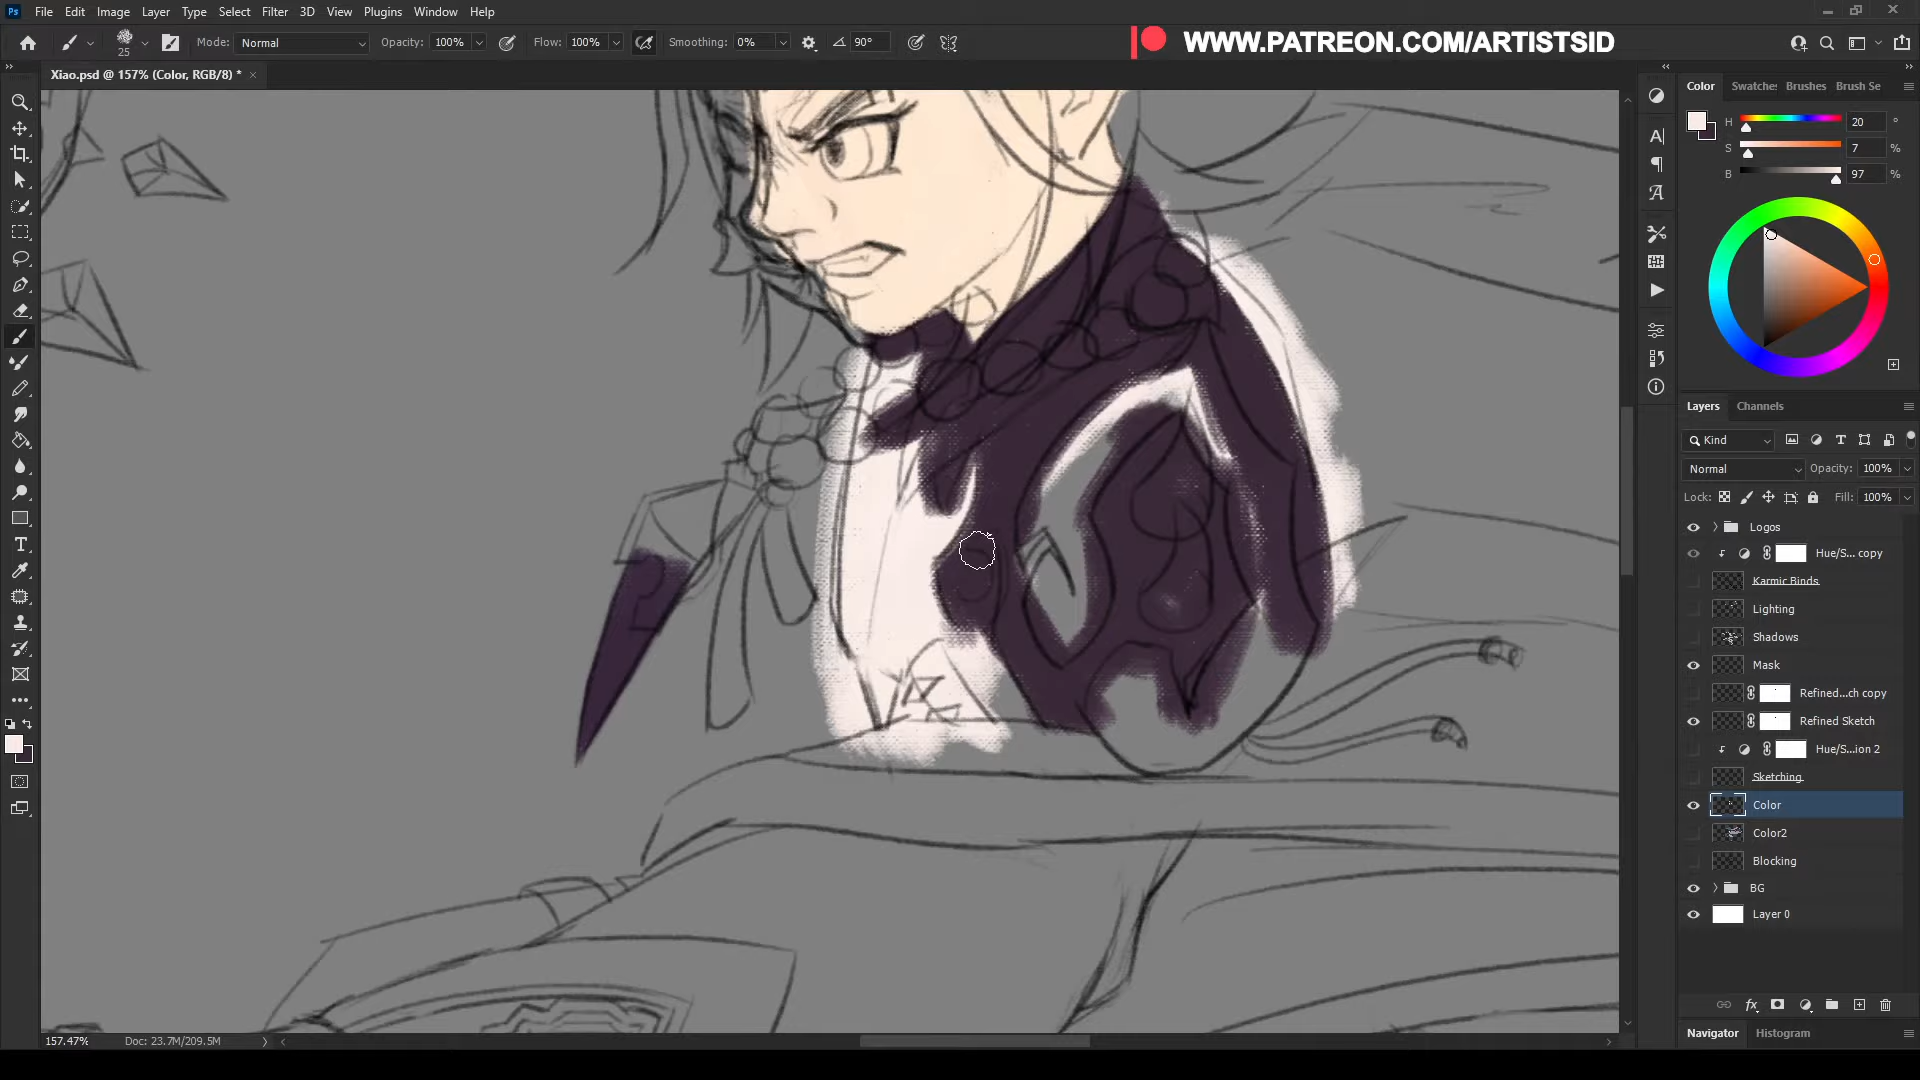 Ps File Edit Image Layer Type Select Filter 3D View Plugins Window Help
25 Mode: Normal Opacity: 100% Flow: 100% Smoothing: 0% 90° WWW.PATREON.COM/ARTISTSID
Xiao.psd @ 157% (Color, RGB/8) *
Color Swatches Brushes Brush Se
H 20 °
S 7 %
B 97 %
Layers Channels
Kind
Normal Opacity: 100%
Lock: Fill: 100%
Logos
Hue/S... copy
Karmic Binds
Lighting
Shadows
Mask
Refined...ch copy
Refined Sketch
Hue/S...ion 2
Sketching
Color
Color2
Blocking
BG
Layer 0
fx
Navigator Histogram
157.47% Doc: 23.7M/209.5M